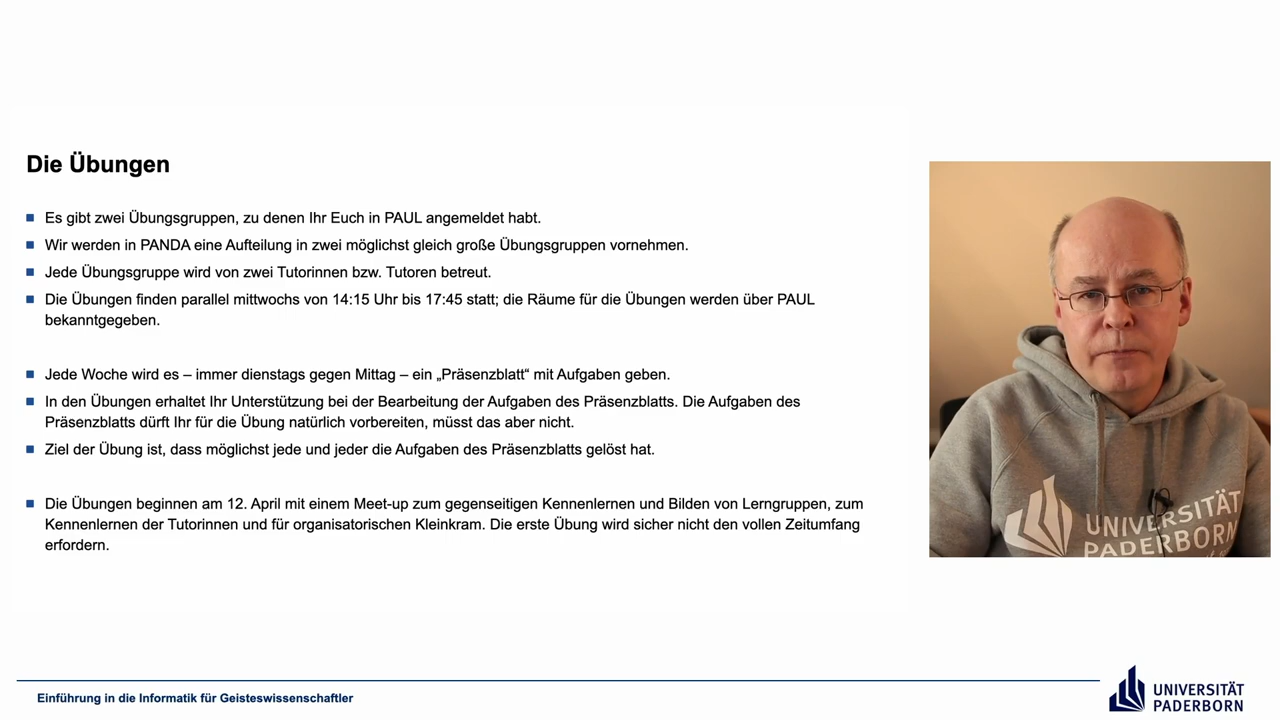 Die Übungen
Es gibt zwei Übungsgruppen, zu denen Ihr Euch in PAUL angemeldet habt.
Wir werden in PANDA eine Aufteilung in zwei möglichst gleich große Übungsgruppen vornehmen.
Jede Übungsgruppe wird von zwei Tutorinnen bzw. Tutoren betreut.
Die Übungen finden parallel mittwochs von 14:15 Uhr bis 17:45 statt; die Räume für die Übungen werden über PAUL
bekanntgegeben.
Jede Woche wird es – immer dienstags gegen Mittag – ein „Präsenzblatt“ mit Aufgaben geben.
In den Übungen erhaltet Ihr Unterstützung bei der Bearbeitung der Aufgaben des Präsenzblatts. Die Aufgaben des
Präsenzblatts dürft Ihr für die Übung natürlich vorbereiten, müsst das aber nicht.
Ziel der Übung ist, dass möglichst jede und jeder die Aufgaben des Präsenzblatts gelöst hat.
Die Übungen beginnen am 12. April mit einem Meet-up zum gegenseitigen Kennenlernen und Bilden von Lerngruppen, zum
Kennenlernen der Tutorinnen und für organisatorischen Kleinkram. Die erste Übung wird sicher nicht den vollen Zeitumfang
erfordern.
UNIVERSITÄT
PADERBORN
Einführung in die Informatik für Geisteswissenschaftler
UNIVERSITÄT
PADERBORN